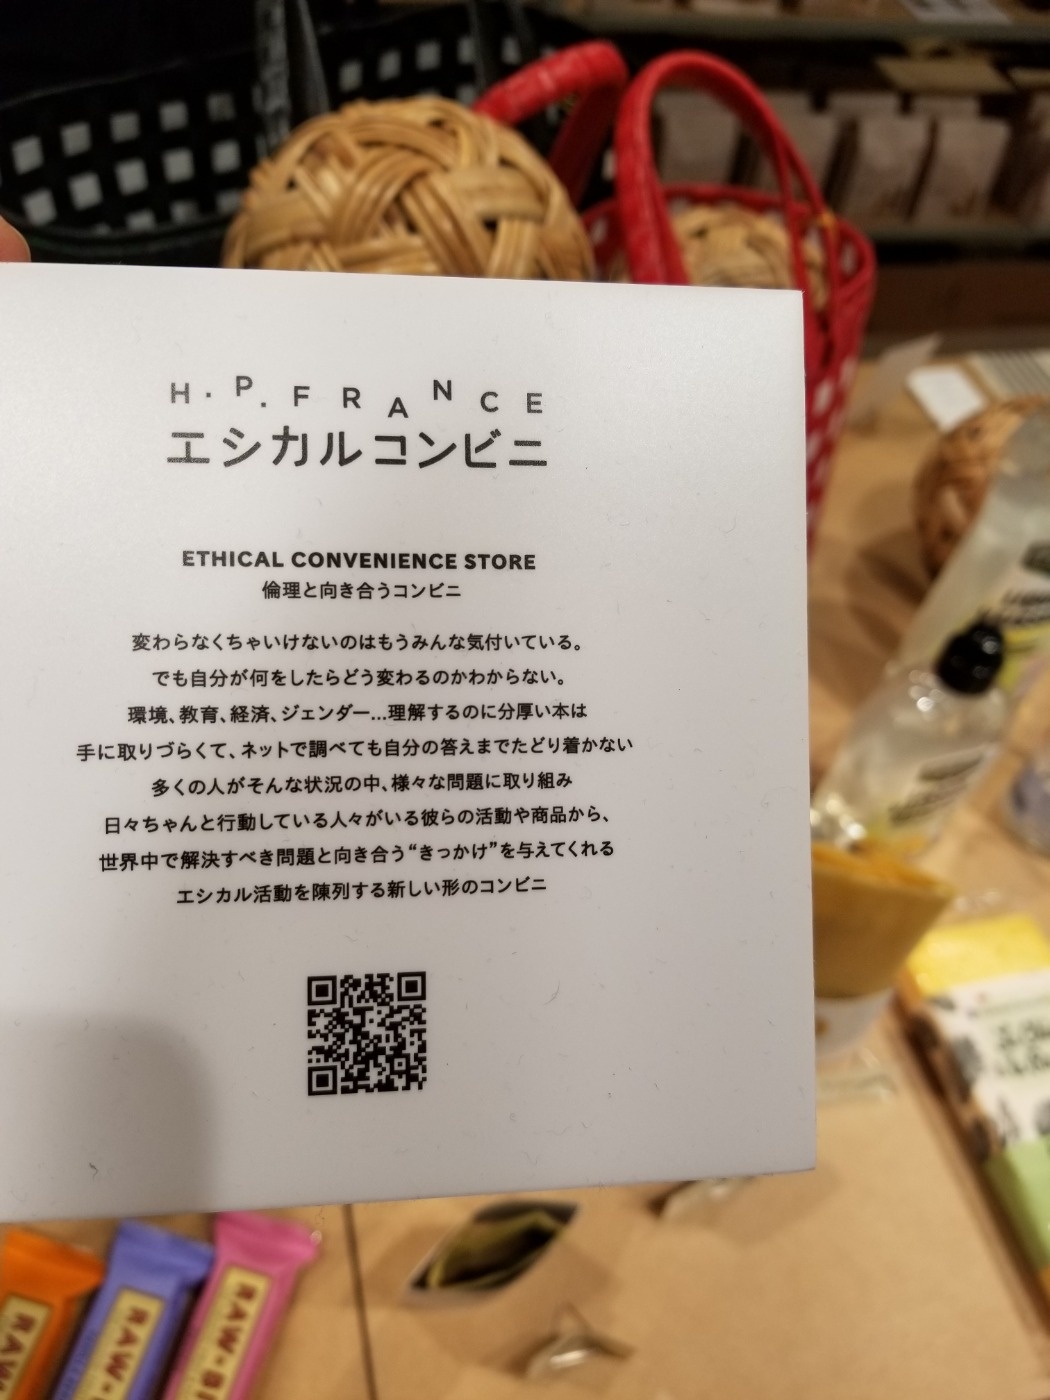 H.P.FRANCE
エシカルコンビニ
ETHICAL CONVENIENCE STORE
倫理と向き合うコンビニ
変わらなくちゃいけないのはもうみんな気付いている。
でも自分が何をしたらどう変わるのかわからない。
環境、教育、経済、ジェンダー…理解するのに分厚い本は
手に取りづらくて、ネットで調べても自分の答えまでたどり着かない
多くの人がそんな状況の中、様々な問題に取り組み
日々ちゃんと行動している人々がいる彼らの活動や商品から、
世界中で解決すべき問題と向き合う“きっかけ”を与えてくれる
エシカル活動を陳列する新しい形のコンビニ
RAW
RAW-
RAW-